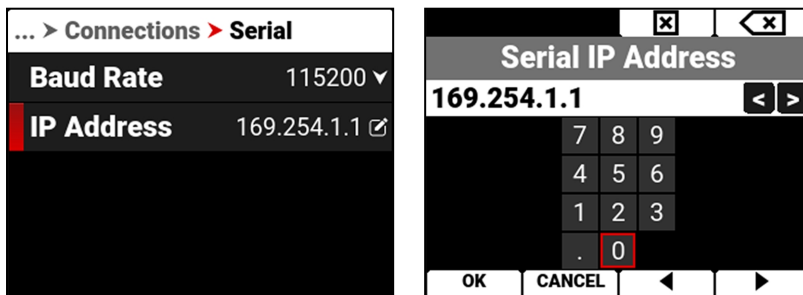 ... > Connections > Serial
Baud Rate 115200
IP Address 169.254.1.1
Serial IP Address
169.254.1.1 < >
7 8 9
4 5 6
1 2 3
. 0
OK CANCEL